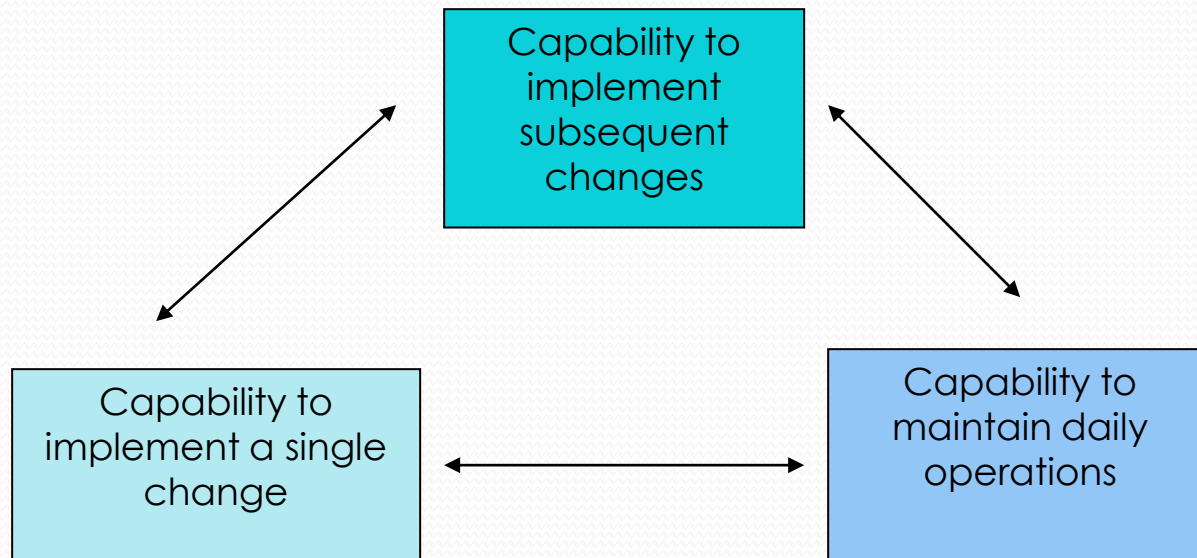 Capability to
implement
subsequent
changes
Capability to
implement a single
change
Capability to
maintain daily
operations